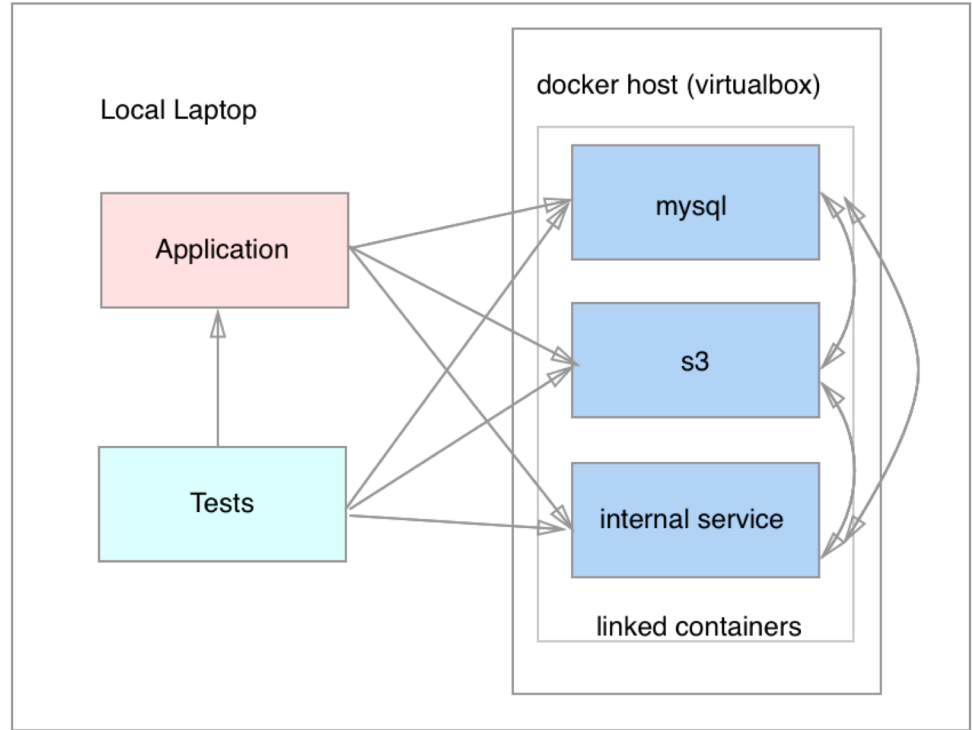 docker host (virtualbox)
Local Laptop
mysql
Application
s3
Tests
internal service
linked containers